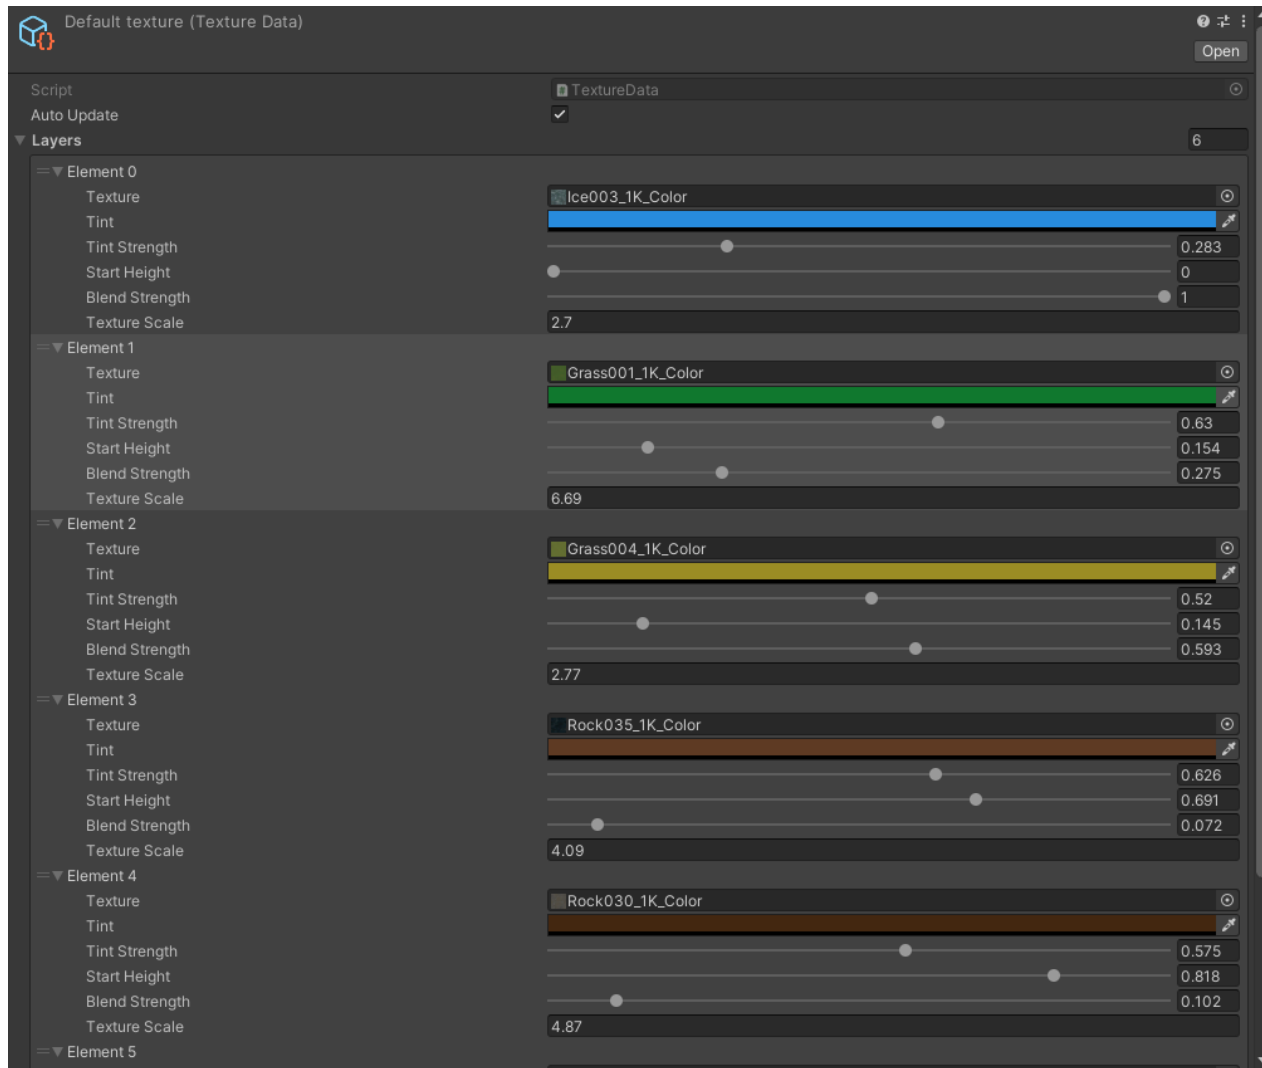 Default texture (Texture Data)
Open
Script TextureData
Auto Update
Layers 6
Element 0
Texture Ice003_1K_Color
Tint
Tint Strength 0.283
Start Height 0
Blend Strength 1
Texture Scale 2.7
Element 1
Texture Grass001_1K_Color
Tint
Tint Strength 0.63
Start Height 0.154
Blend Strength 0.275
Texture Scale 6.69
Element 2
Texture Grass004_1K_Color
Tint
Tint Strength 0.52
Start Height 0.145
Blend Strength 0.593
Texture Scale 2.77
Element 3
Texture Rock035_1K_Color
Tint
Tint Strength 0.626
Start Height 0.691
Blend Strength 0.072
Texture Scale 4.09
Element 4
Texture Rock030_1K_Color
Tint
Tint Strength 0.575
Start Height 0.818
Blend Strength 0.102
Texture Scale 4.87
Element 5